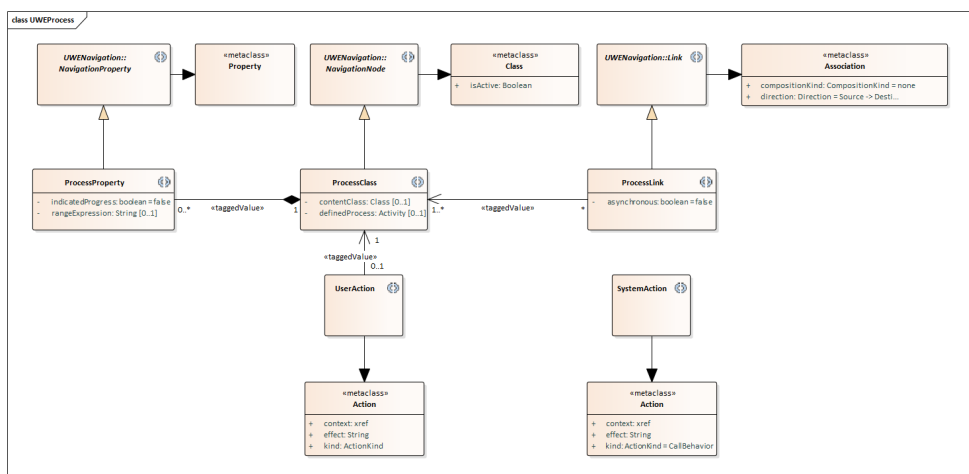 class UWEProcess
UWENavigation::
NavigationProperty
«metaclass»
Property
UWENavigation::
NavigationNode
«metaclass»
Class
+ isActive: Boolean
UWENavigation::Link
«metaclass»
Association
+ compositionKind: CompositionKind = none
+ direction: Direction = Source -> Desti...
ProcessProperty
- indicatedProgress: boolean = false
- rangeExpression: String [0..1]
0..*
«taggedValue»
1
ProcessClass
- contentClass: Class [0..1]
- definedProcess: Activity [0..1]
1..*
«taggedValue»
*
ProcessLink
- asynchronous: boolean = false
1
«taggedValue»
0..1
UserAction
SystemAction
«metaclass»
Action
+ context: xref
+ effect: String
+ kind: ActionKind
«metaclass»
Action
+ context: xref
+ effect: String
+ kind: ActionKind = CallBehavior